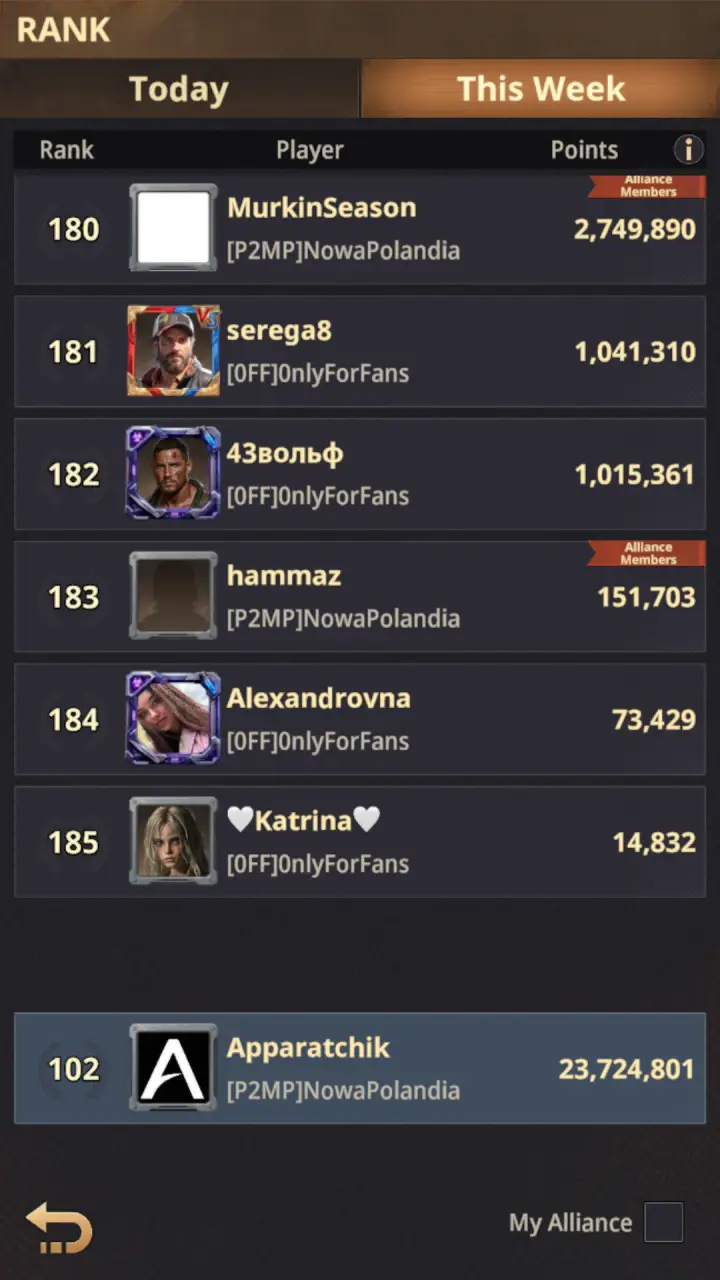 RANK
Today
This Week
Rank
Player
Points
i
Alliance
Members
180
MurkinSeason
[P2MP]NowaPolandia
2,749,890
VS
181
serega8
[0FF]0nlyForFans
1,041,310
182
43вольф
[0FF]0nlyForFans
1,015,361
Alliance
Members
183
hammaz
[P2MP]NowaPolandia
151,703
184
Alexandrovna
[0FF]0nlyForFans
73,429
185
🤍Katrina🤍
[0FF]0nlyForFans
14,832
102
Apparatchik
[P2MP]NowaPolandia
23,724,801
My Alliance